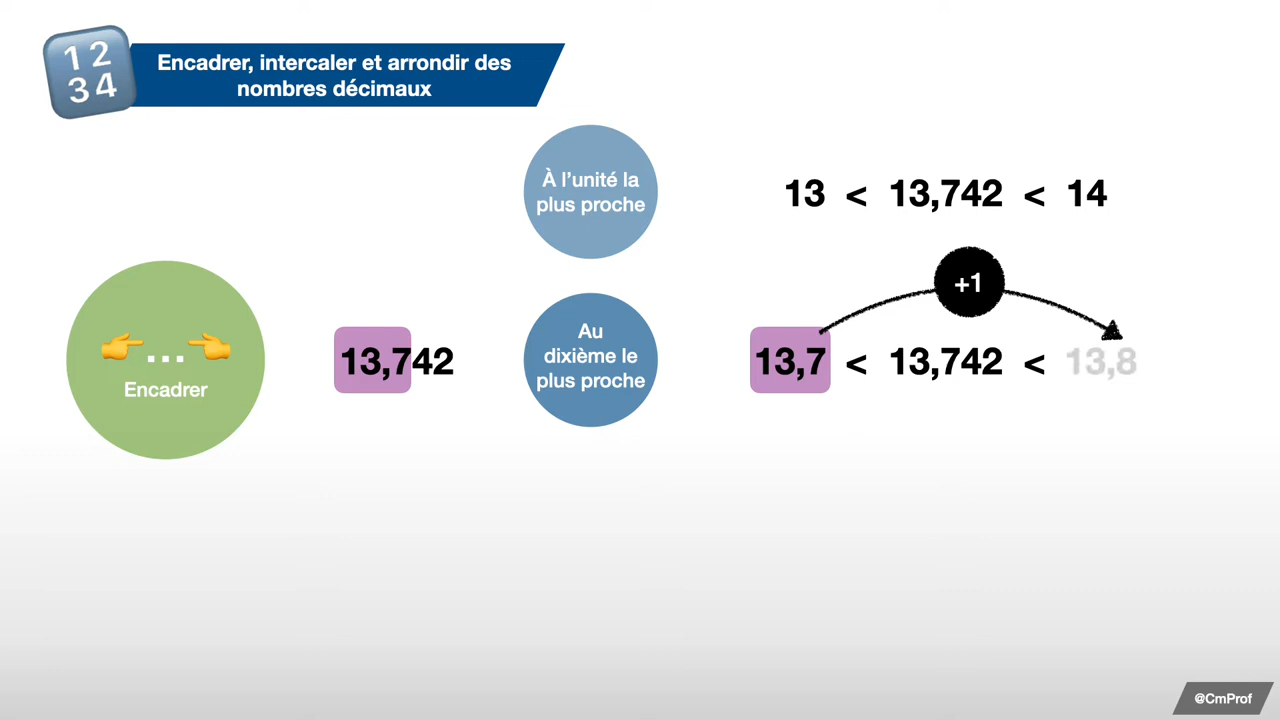 1 2
3 4
Encadrer, intercaler et arrondir des
nombres décimaux
À l’unité la
plus proche
13 < 13,742 < 14
+1
...
Encadrer
13,742
Au
dixième le
plus proche
13,7 < 13,742 < 13,8
@CmProf